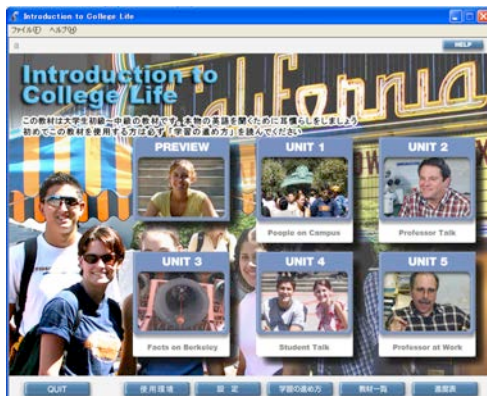 Introduction to College Life
ファイル(F) ヘルプ(H)
HELP
Introduction to
College Life
California
この教材は大学生初級～中級の教材です。本物の英語を聞くために耳慣らしをしましょう
初めてこの教材を使用する方は必ず「学習の進め方」を読んでください
PREVIEW UNIT 1 UNIT 2
People on Campus Professor Talk
UNIT 3 UNIT 4 UNIT 5
Facts on Berkeley Student Talk Professor at Work
QUIT 使用環境 設 定 学習の進め方 教材一覧 進度表